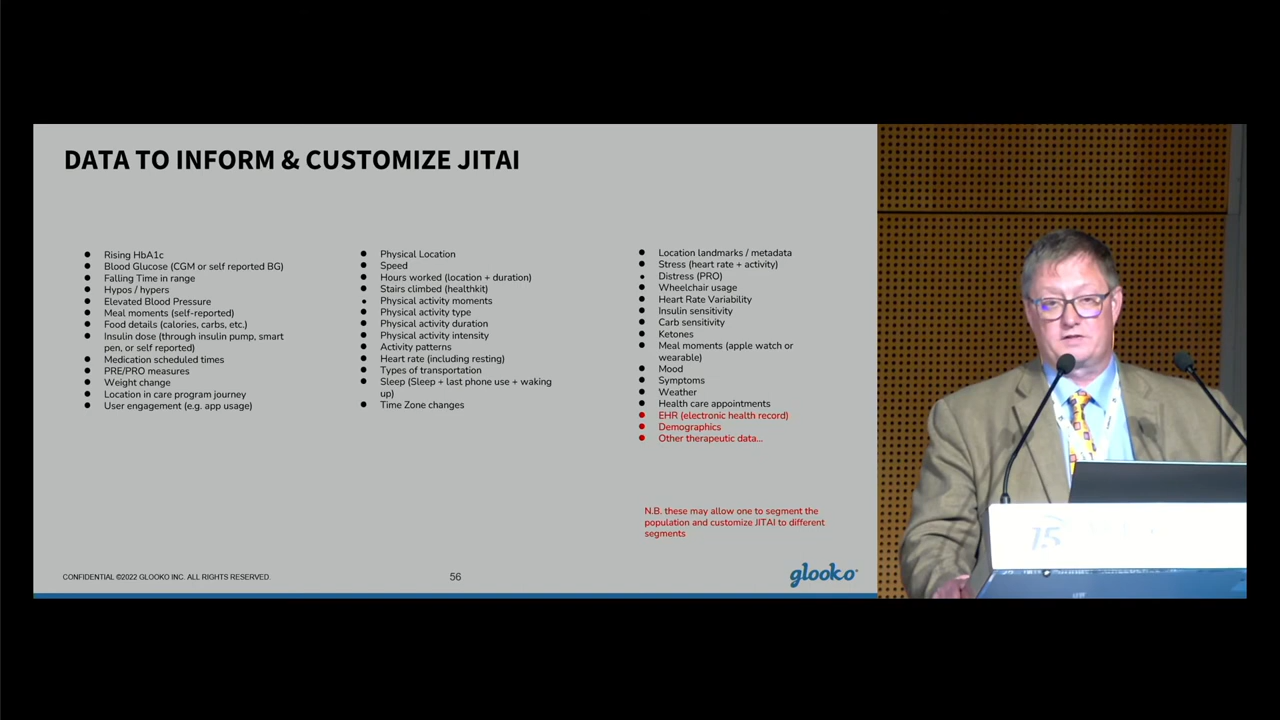 DATA TO INFORM & CUSTOMIZE JITAI
Rising HbA1c
Blood Glucose (CGM or self reported BG)
Falling Time in range
Hypos / hypers
Elevated Blood Pressure
Meal moments (self-reported)
Food details (calories, carbs, etc.)
Insulin dose (through insulin pump, smart
pen, or self reported)
Medication scheduled times
PRE/PRO measures
Weight change
Location in care program journey
User engagement (e.g. app usage)
Physical Location
Speed
Hours worked (location + duration)
Stairs climbed (healthkit)
Physical activity moments
Physical activity type
Physical activity duration
Physical activity intensity
Activity patterns
Heart rate (including resting)
Types of transportation
Sleep (Sleep + last phone use + waking
up)
Time Zone changes
Location landmarks / metadata
Stress (heart rate + activity)
Distress (PRO)
Wheelchair usage
Heart Rate Variability
Insulin sensitivity
Carb sensitivity
Ketones
Meal moments (apple watch or
wearable)
Mood
Symptoms
Weather
Health care appointments
EHR (electronic health record)
Demographics
Other therapeutic data...
N.B. these may allow one to segment the
population and customize JITAI to different
segments
CONFIDENTIAL ©2022 GLOOKO INC. ALL RIGHTS RESERVED.
56
glooko
15